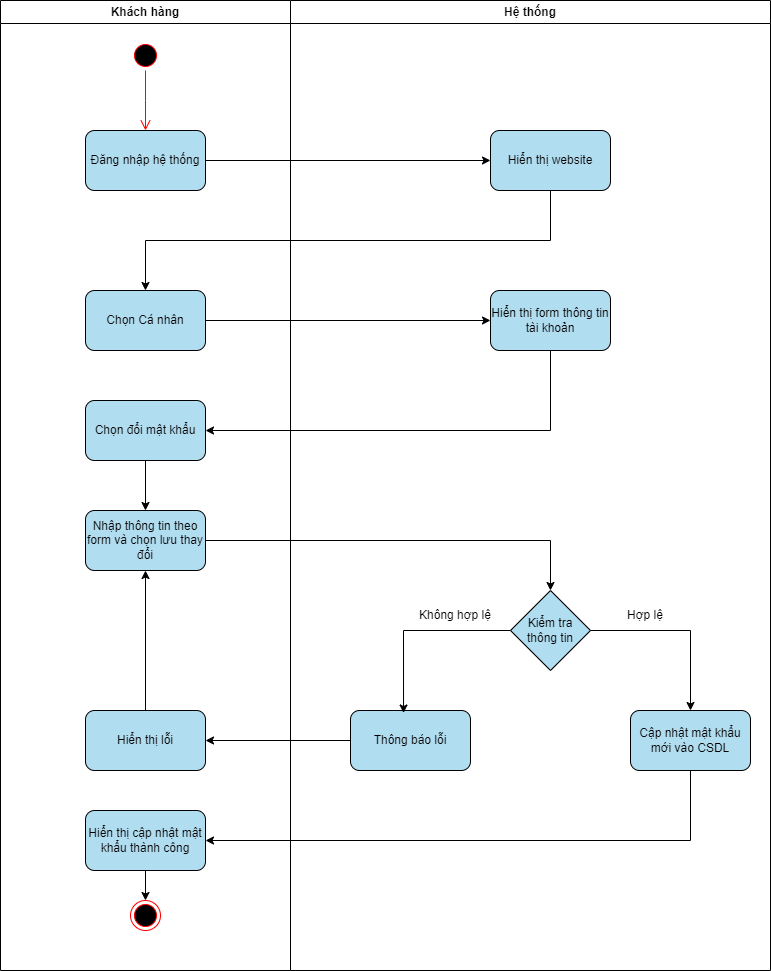 Khách hàng
Hệ thống
Đăng nhập hệ thống
Hiển thị website
Chọn Cá nhân
Hiển thị form thông tin
tài khoản
Chọn đổi mật khẩu
Nhập thông tin theo
form và chọn lưu thay
đổi
Không hợp lệ
Kiểm tra
thông tin
Hợp lệ
Hiển thị lỗi
Thông báo lỗi
Cập nhật mật khẩu
mới vào CSDL
Hiển thị cập nhật mật
khẩu thành công